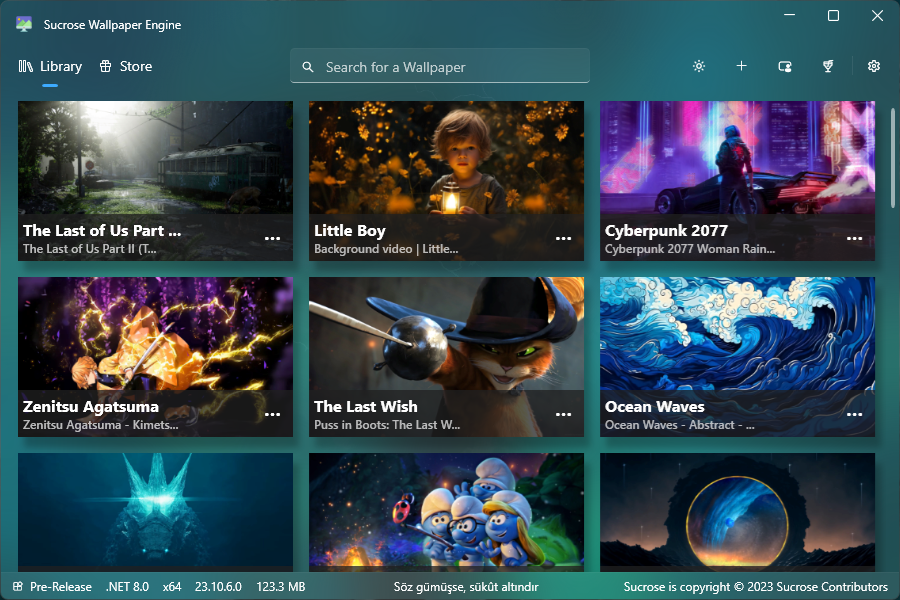 Sucrose Wallpaper Engine
Library
Store
Search for a Wallpaper
The Last of Us Part ...
The Last of Us Part II (T...
Little Boy
Background video | Little...
Cyberpunk 2077
Cyberpunk 2077 Woman Rain...
Zenitsu Agatsuma
Zenitsu Agatsuma - Kimets...
The Last Wish
Puss in Boots: The Last W...
Ocean Waves
Ocean Waves - Abstract - ...
Pre-Release .NET 8.0 x64 23.10.6.0 123.3 MB Söz gümüşse, sükût altındır Sucrose is copyright © 2023 Sucrose Contributors